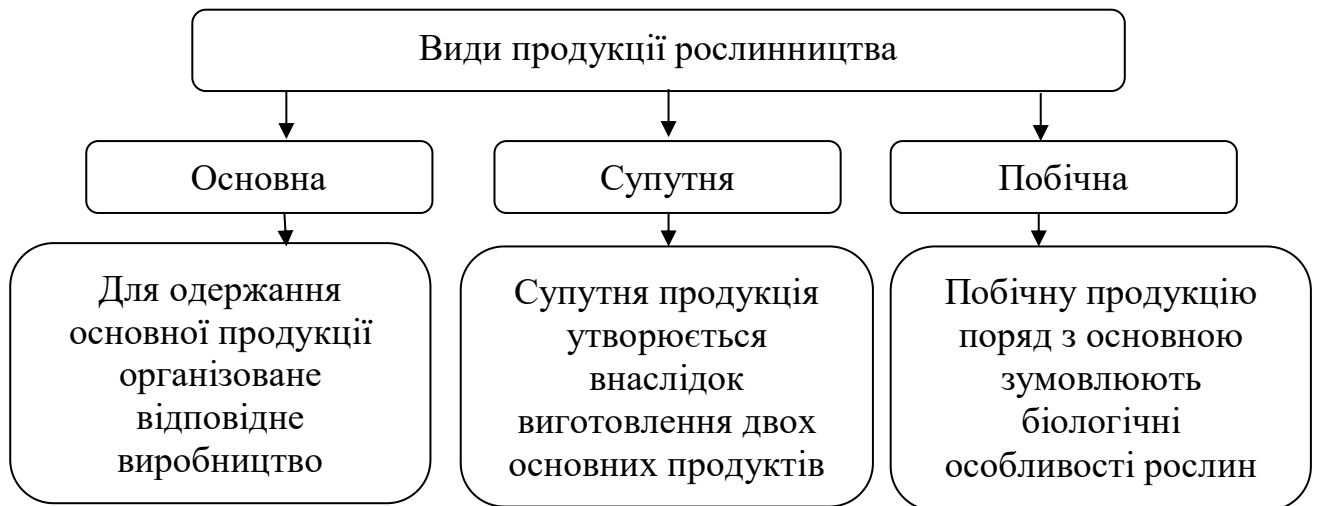 Види продукції рослинництва
Основна
Супутня
Побічна
Для одержання
основної продукції
організоване
відповідне
виробництво
Супутня продукція
утворюється
внаслідок
виготовлення двох
основних продуктів
Побічну продукцію
поряд з основною
зумовлюють
біологічні
особливості рослин